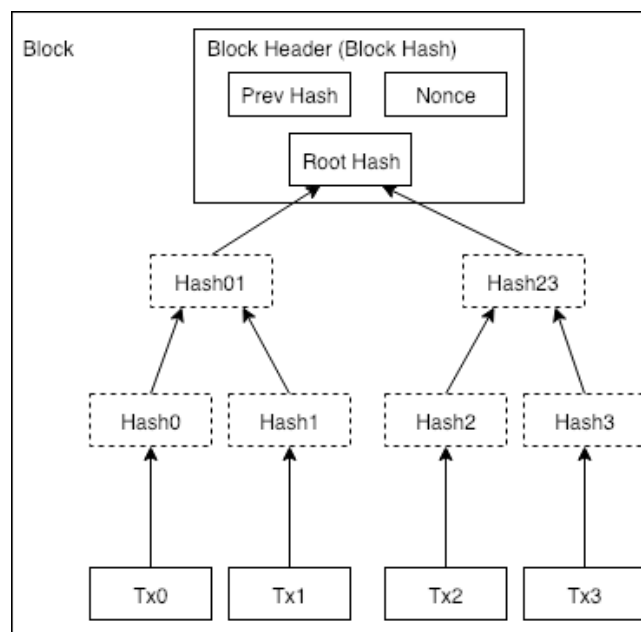 Block
Block Header (Block Hash)
Prev Hash
Nonce
Root Hash
Hash01
Hash23
Hash0
Hash1
Hash2
Hash3
Tx0
Tx1
Tx2
Tx3